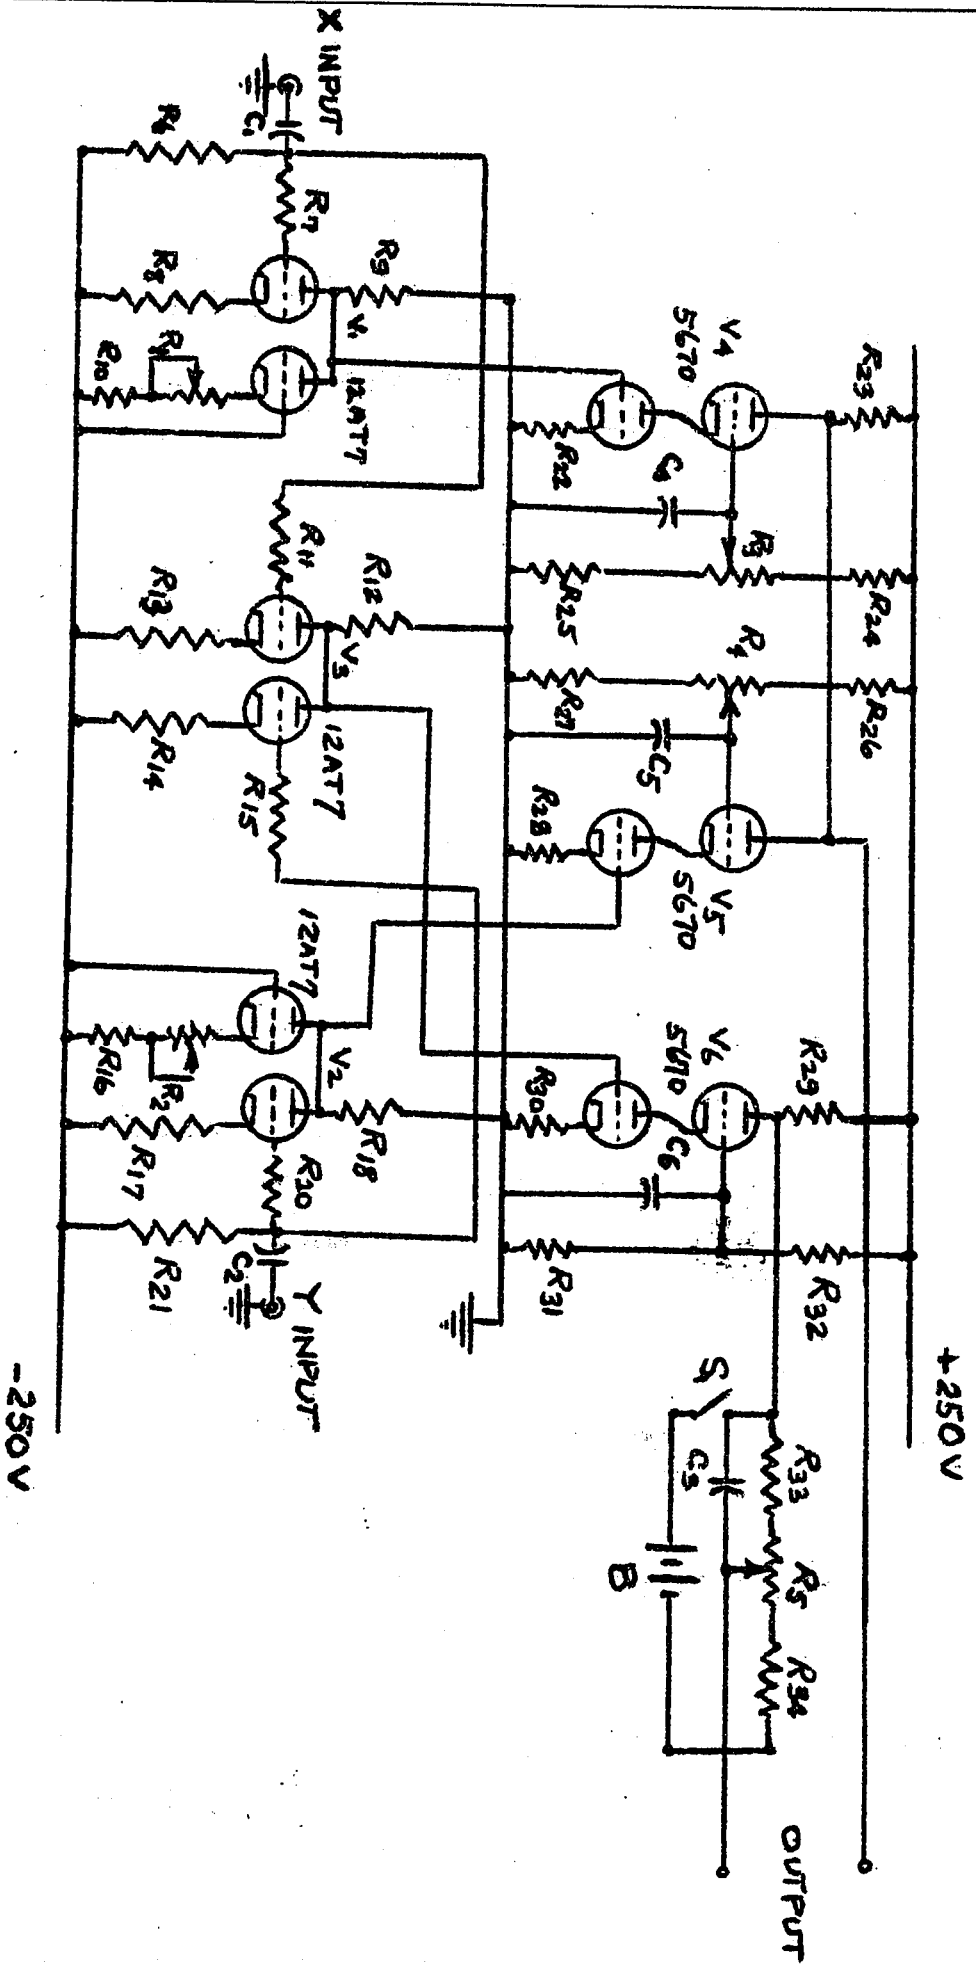 X INPUT
C1
R6
R7
R8
R9
V1
12AT7
R10
R1
R11
R12
R13
V3
12AT7
R14
R15
12AT7
R16
R2
V2
R17
R18
R20
R21
C2
Y INPUT
-250V
V4
5670
R23
R22
C4
R3
R24
R25
R4
R26
R27
C5
R28
V5
5670
V6
5670
R29
R30
C6
R31
R32
+250V
S1
C3
R33
R5
R34
B
OUTPUT